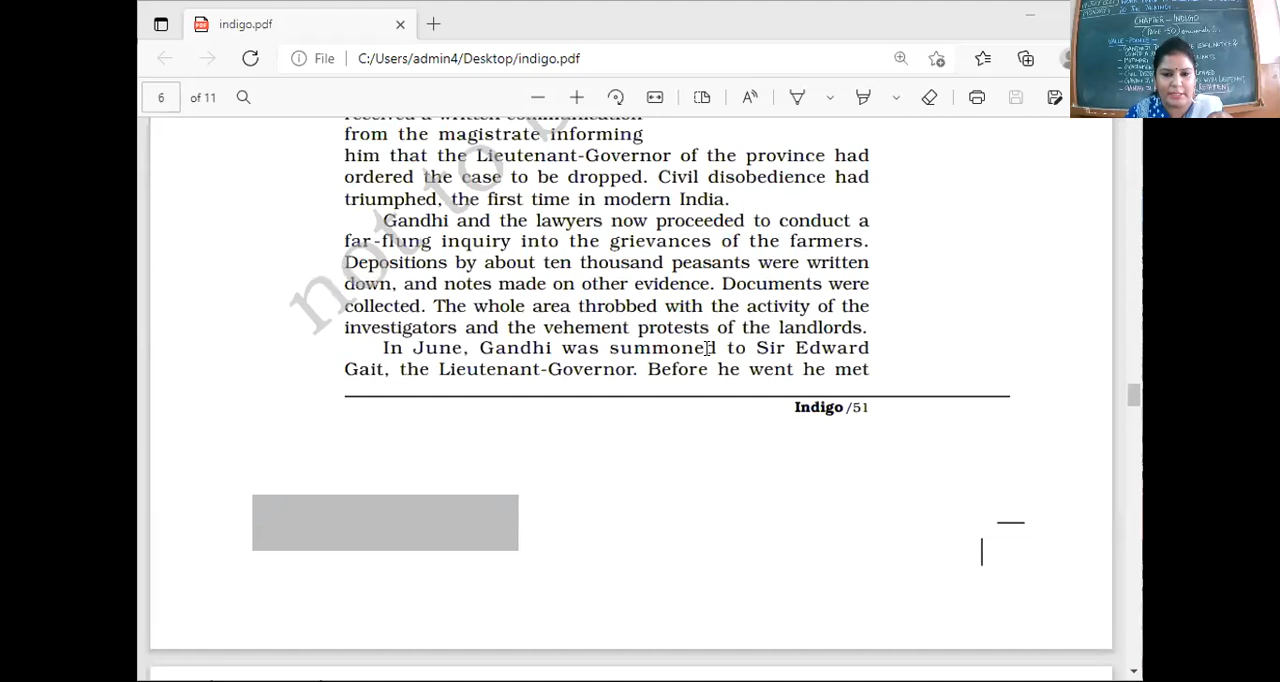 indigo.pdf
File C:/Users/admin4/Desktop/indigo.pdf
6 of 11
CHAPTER - INDIGO
received a written communication
from the magistrate informing
him that the Lieutenant-Governor of the province had
ordered the case to be dropped. Civil disobedience had
triumphed, the first time in modern India.
Gandhi and the lawyers now proceeded to conduct a
far-flung inquiry into the grievances of the farmers.
Depositions by about ten thousand peasants were written
down, and notes made on other evidence. Documents were
collected. The whole area throbbed with the activity of the
investigators and the vehement protests of the landlords.
In June, Gandhi was summoned to Sir Edward
Gait, the Lieutenant-Governor. Before he went he met
Indigo /51
not to